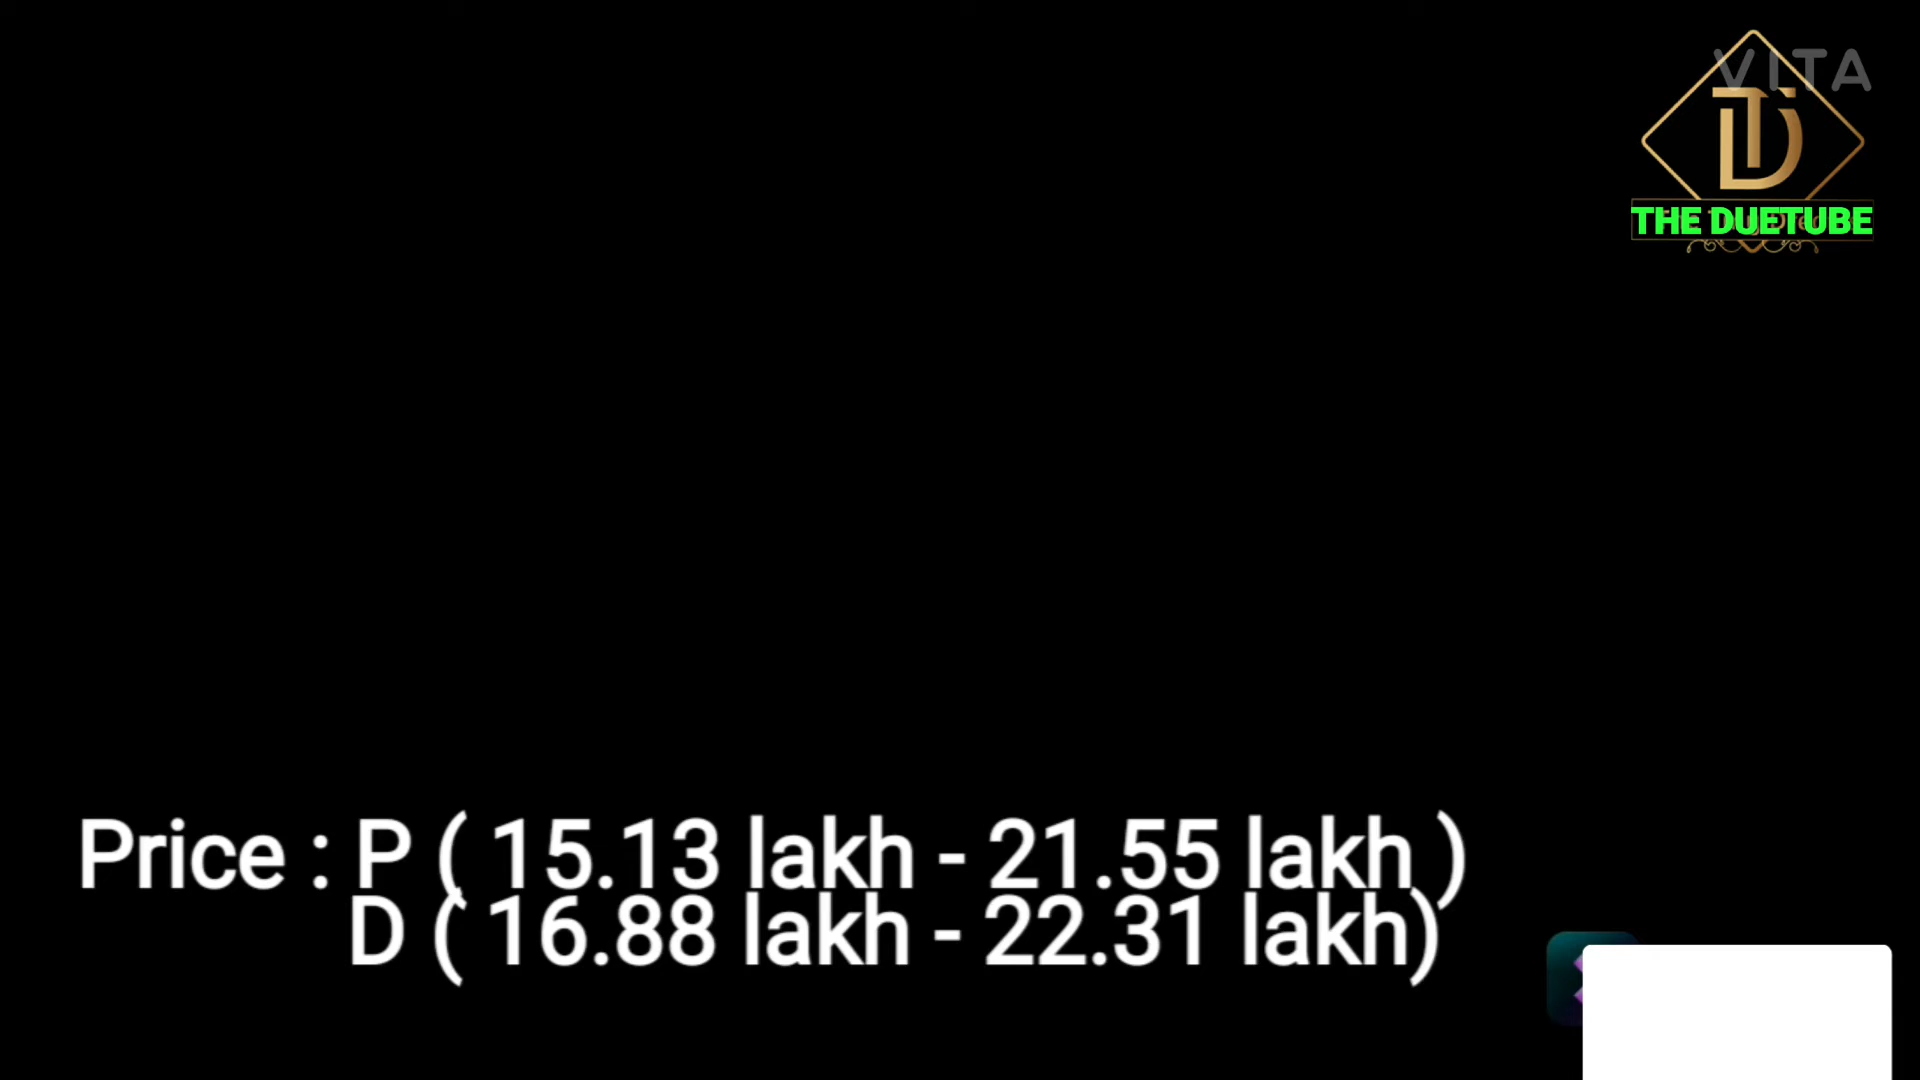 VITA
THE DUETUBE
Price : P ( 15.13 lakh - 21.55 lakh )
D ( 16.88 lakh - 22.31 lakh)